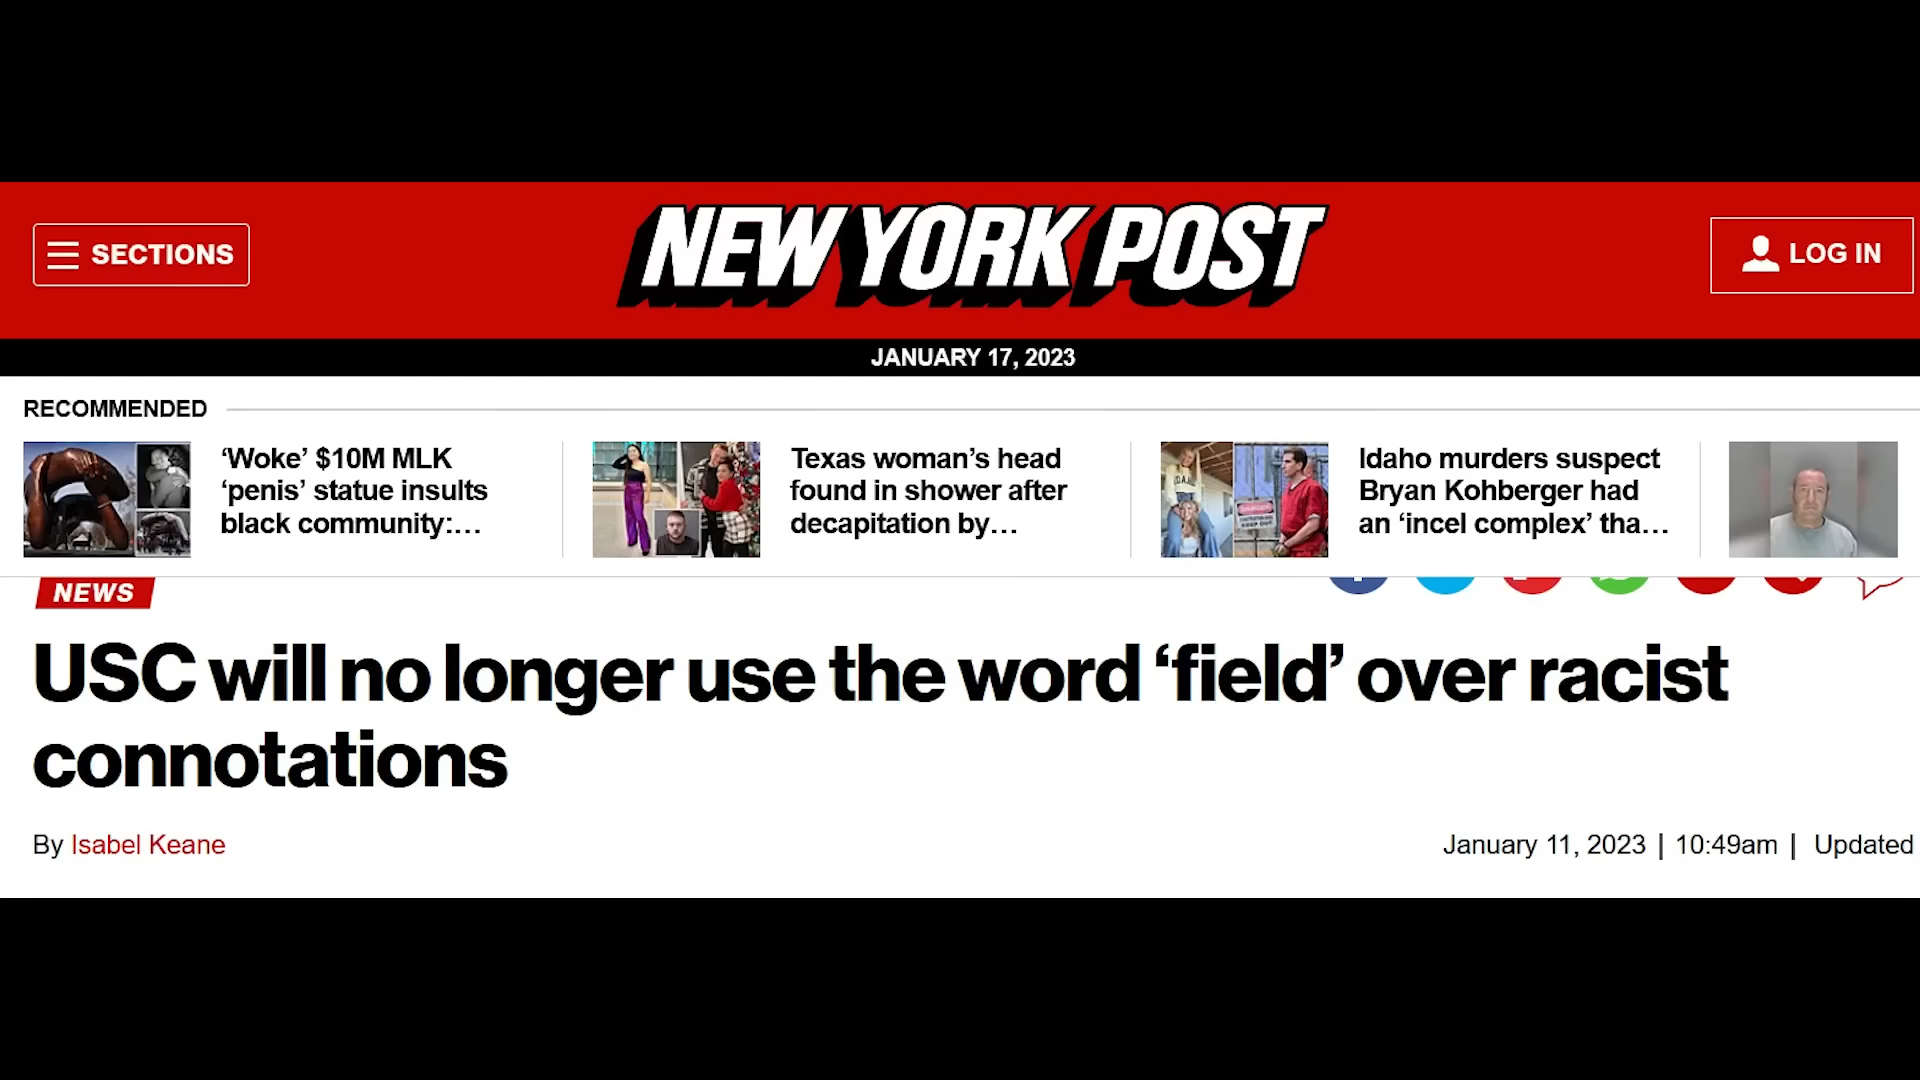 SECTIONS
NEW YORK POST
LOG IN
JANUARY 17, 2023
RECOMMENDED
‘Woke’ $10M MLK
‘penis’ statue insults
black community:…
Texas woman’s head
found in shower after
decapitation by…
Idaho murders suspect
Bryan Kohberger had
an ‘incel complex’ tha…
NEWS
USC will no longer use the word ‘field’ over racist
connotations
By Isabel Keane
January 11, 2023 | 10:49am | Updated